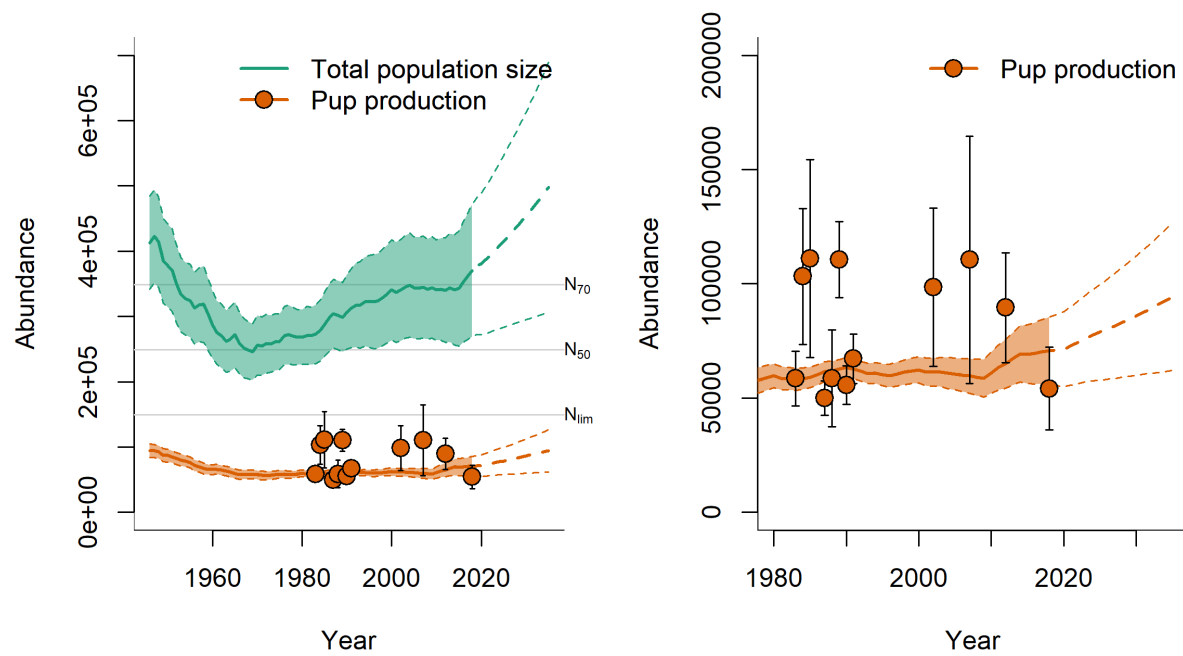 Total population size
Pup production
Abundance
0e+00
2e+05
4e+05
6e+05
N70
N50
Nlim
1960
1980
2000
2020
Year
Pup production
Abundance
0
50000
100000
150000
200000
1980
2000
2020
Year